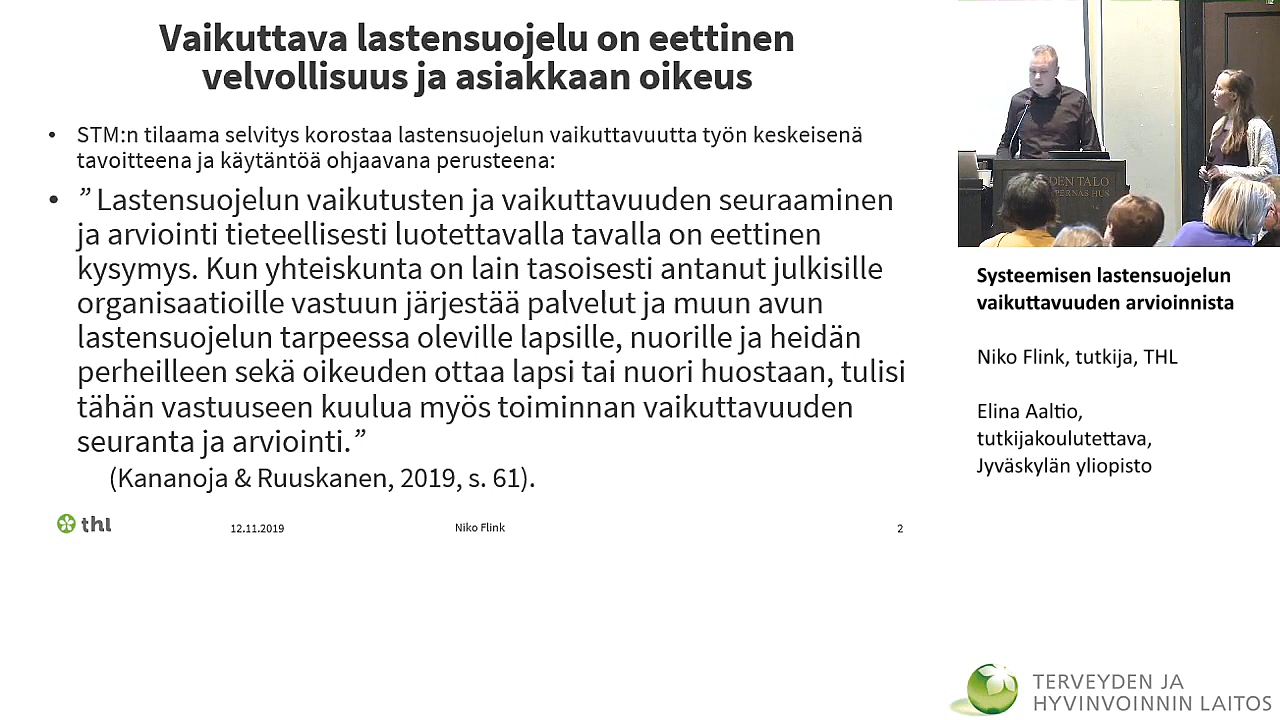 Vaikuttava lastensuojelu on eettinen
velvollisuus ja asiakkaan oikeus
• STM:n tilaama selvitys korostaa lastensuojelun vaikuttavuutta työn keskeisenä
tavoitteena ja käytäntöä ohjaavana perusteena:
• ” Lastensuojelun vaikutusten ja vaikuttavuuden seuraaminen
ja arviointi tieteellisesti luotettavalla tavalla on eettinen
kysymys. Kun yhteiskunta on lain tasoisesti antanut julkisille
organisaatioille vastuun järjestää palvelut ja muun avun
lastensuojelun tarpeessa oleville lapsille, nuorille ja heidän
perheilleen sekä oikeuden ottaa lapsi tai nuori huostaan, tulisi
tähän vastuuseen kuulua myös toiminnan vaikuttavuuden
seuranta ja arviointi.”
(Kananoja & Ruuskanen, 2019, s. 61).
thl
12.11.2019
Niko Flink
2
DENTALO
PERNAS HUS
Systeemisen lastensuojelun
vaikuttavuuden arvioinnista
Niko Flink, tutkija, THL
Elina Aaltio,
tutkijakoulutettava,
Jyväskylän yliopisto
TERVEYDEN JA
HYVINVOINNIN LAITOS